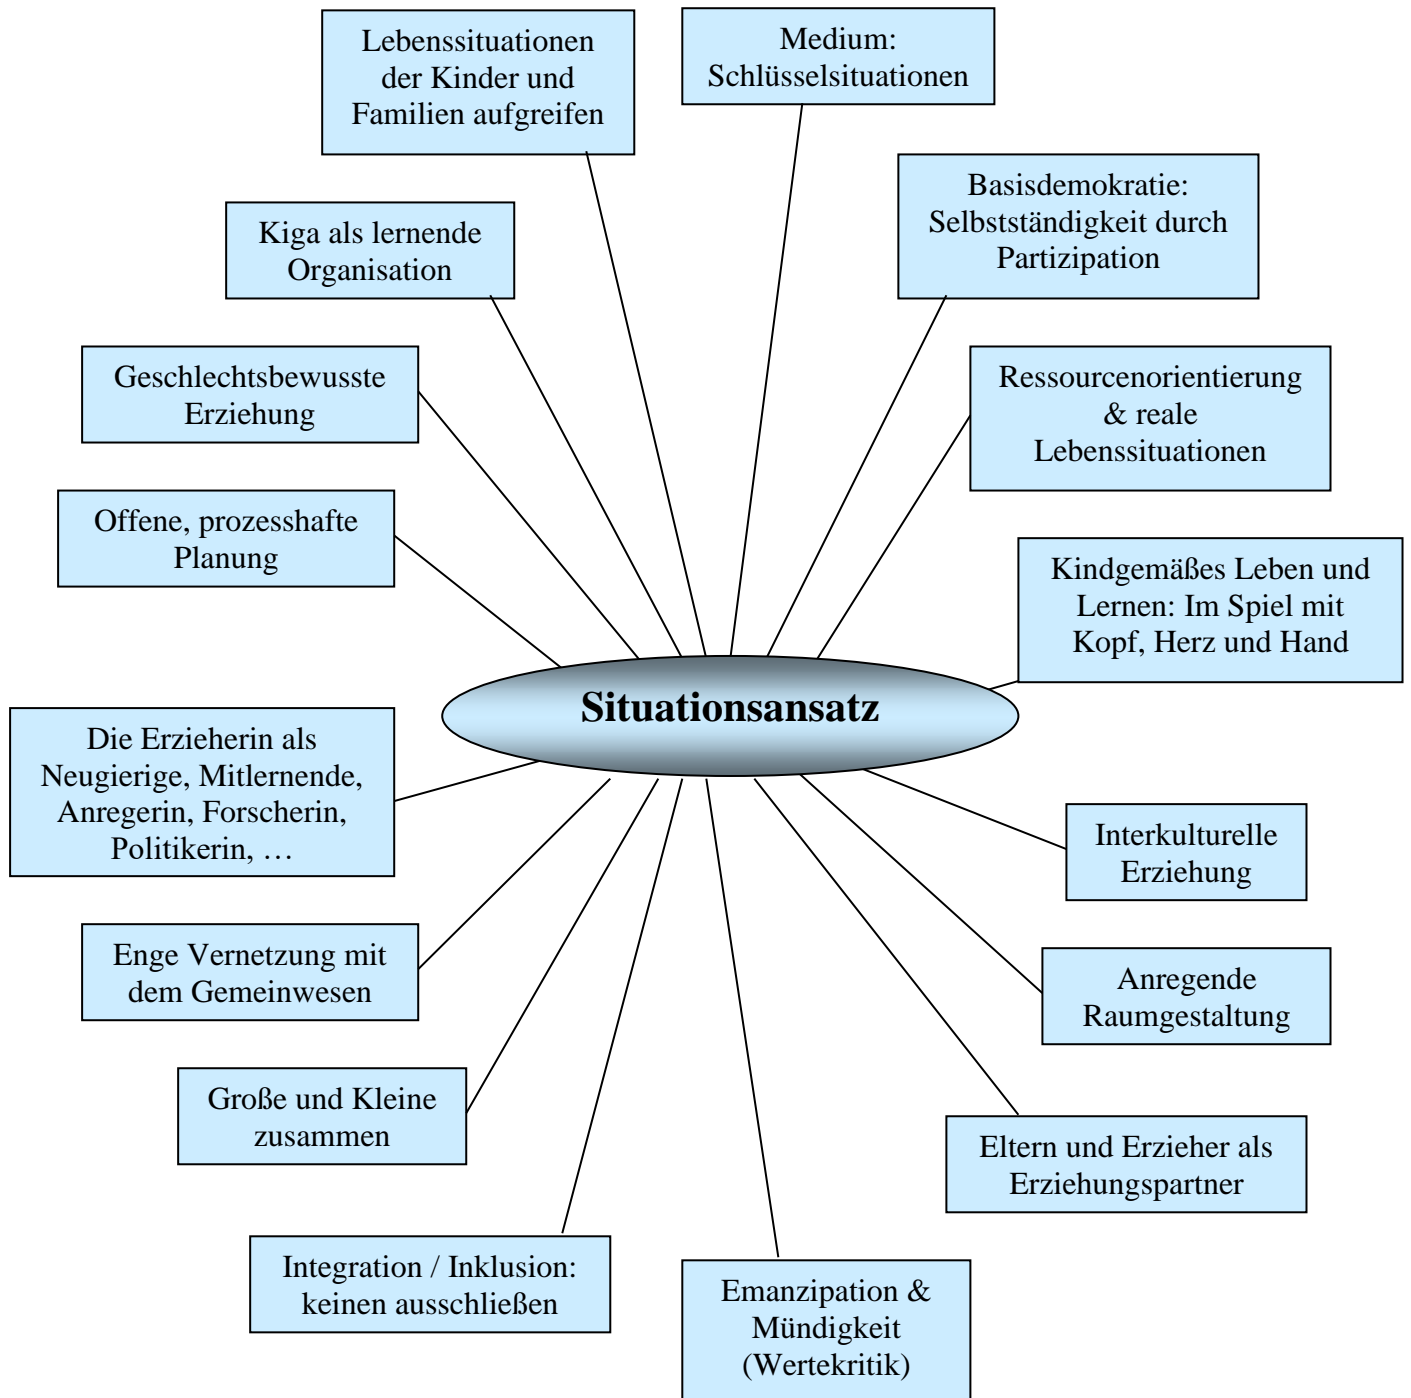 Lebenssituationen
der Kinder und
Familien aufgreifen
Medium:
Schlüsselsituationen
Basisdemokratie:
Selbstständigkeit durch
Partizipation
Kiga als lernende
Organisation
Geschlechtsbewusste
Erziehung
Ressourcenorientierung
& reale
Lebenssituationen
Offene, prozesshafte
Planung
Kindgemäßes Leben und
Lernen: Im Spiel mit
Kopf, Herz und Hand
Situationsansatz
Die Erzieherin als
Neugierige, Mitlernende,
Anregerin, Forscherin,
Politikerin, …
Interkulturelle
Erziehung
Enge Vernetzung mit
dem Gemeinwesen
Anregende
Raumgestaltung
Große und Kleine
zusammen
Eltern und Erzieher als
Erziehungspartner
Integration / Inklusion:
keinen ausschließen
Emanzipation &
Mündigkeit
(Wertekritik)